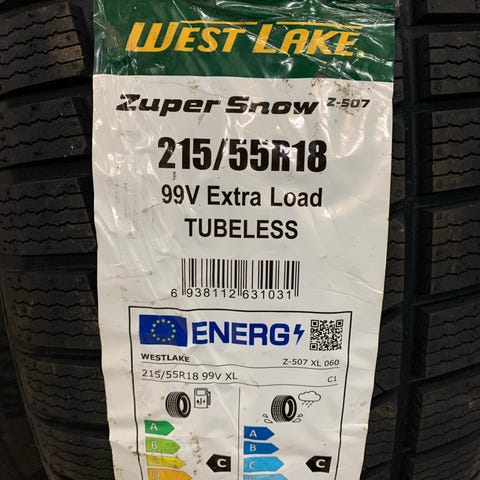 WEST LAKE
Zuper Snow Z-507
215/55R18
99V Extra Load
TUBELESS
6 938112 631031
ENERG
WESTLAKE Z-507 XL 060
215/55R18 99V XL C1
A A
B B
C C C C
D